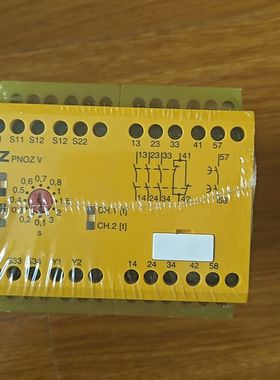 S11 S12 S12 S22 13 23 33 41 57
Z PNOZ V
13 23 33 41 57
0,6 0,7 0,8
0,5 1
0,4 1,5
0,3 2
0,2 0,1 3
s
CH.1 [t]
CH.2 [t]
14 24 34 42 58
S33 S34 Y1 Y2 14 24 34 42 58